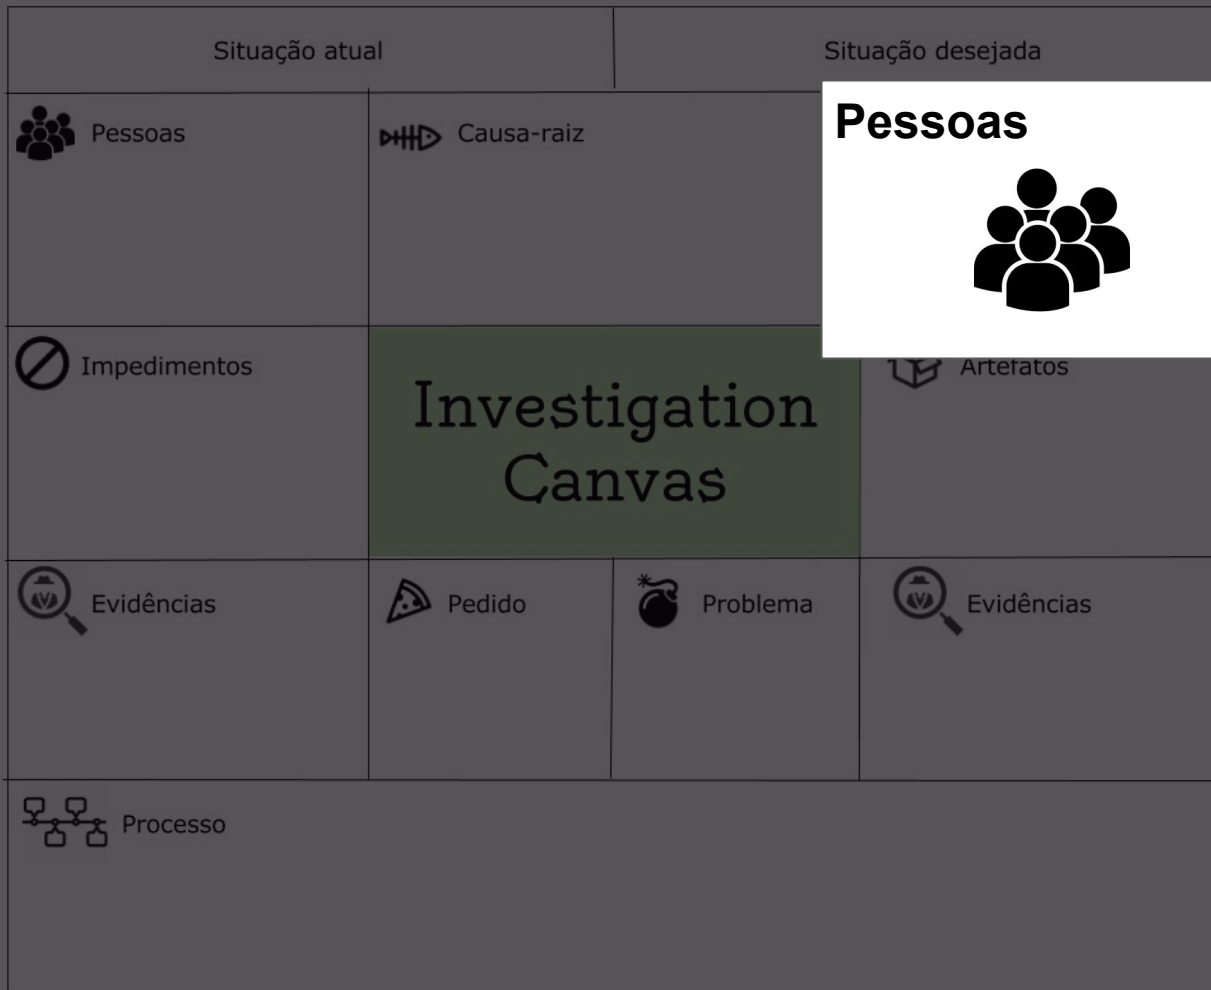 Situação atual
Situação desejada
Pessoas
Causa-raiz
Pessoas
Impedimentos
Investigation
Canvas
Artefatos
Evidências
Pedido
Problema
Evidências
Processo